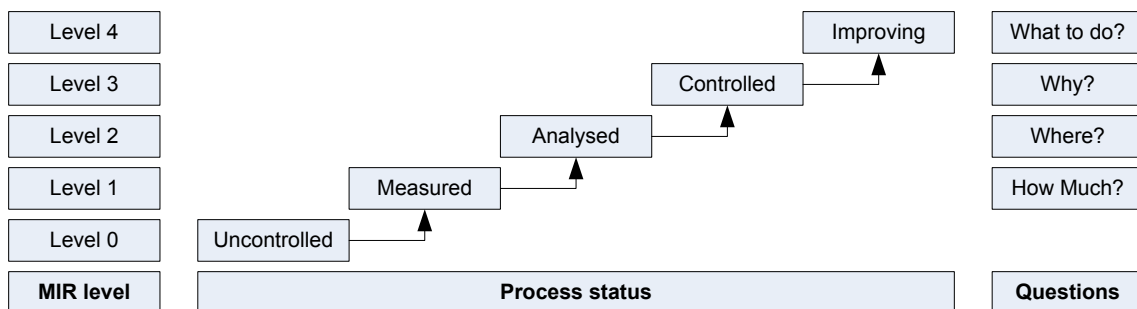 Level 4
Improving
What to do?
Level 3
Controlled
Why?
Level 2
Analysed
Where?
Level 1
Measured
How Much?
Level 0
Uncontrolled
MIR level
Process status
Questions